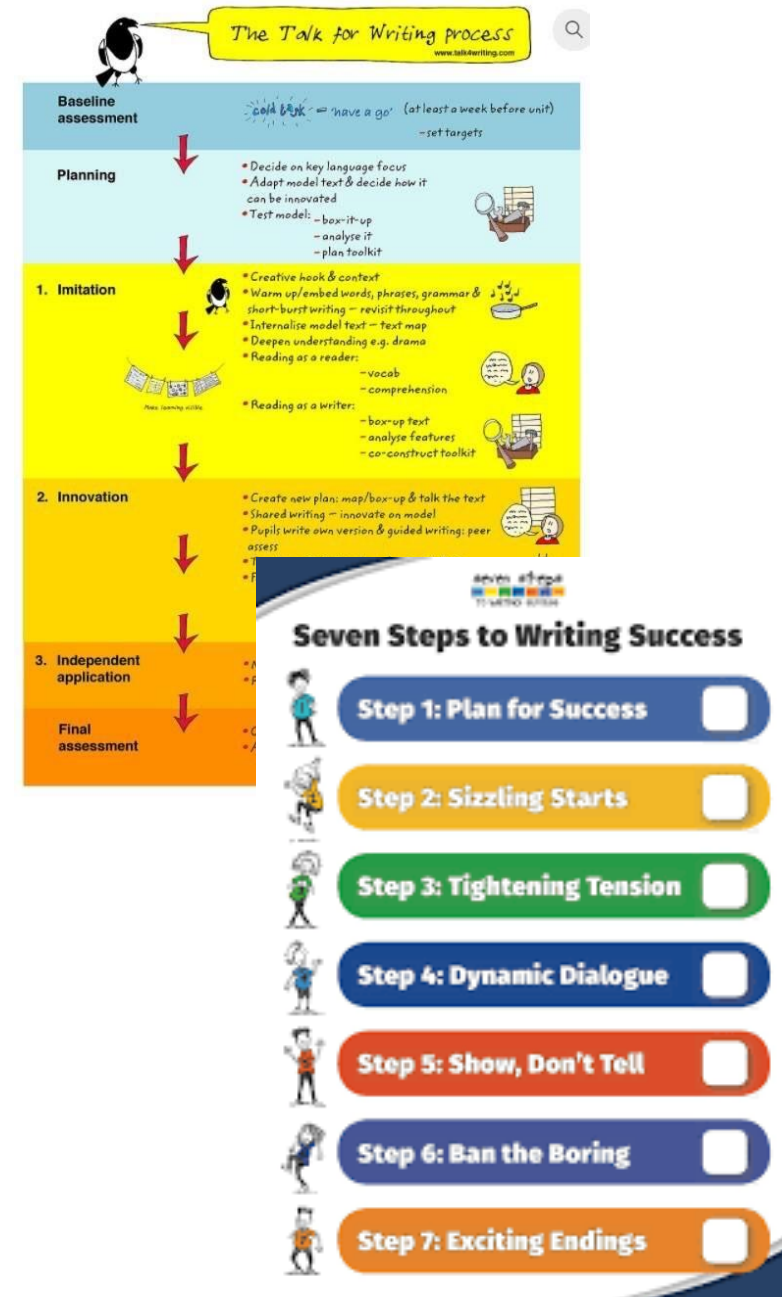 The Talk for Writing process
www.talk4writing.com
Baseline
assessment
cold task = 'have a go' (at least a week before unit)
- set targets
Planning
• Decide on key language focus
• Adapt model text & decide how it
can be innovated
• Test model: - box-it-up
- analyse it
- plan toolkit
1. Imitation
• Creative hook & context
• Warm up/embed words, phrases, grammar &
short-burst writing – revisit throughout
• Internalise model text – text map
• Deepen understanding e.g. drama
• Reading as a reader:
- vocab
- comprehension
• Reading as a writer:
- box-up text
- analyse features
- co-construct toolkit
Make learning visible
2. Innovation
• Create new plan: map/box-up & talk the text
• Shared writing – innovate on model
• Pupils write own version & guided writing: peer
assess
3. Independent
application
Final
assessment
seven steps
TO WRITING SUCCESS
Seven Steps to Writing Success
Step 1: Plan for Success
Step 2: Sizzling Starts
Step 3: Tightening Tension
Step 4: Dynamic Dialogue
Step 5: Show, Don't Tell
Step 6: Ban the Boring
Step 7: Exciting Endings